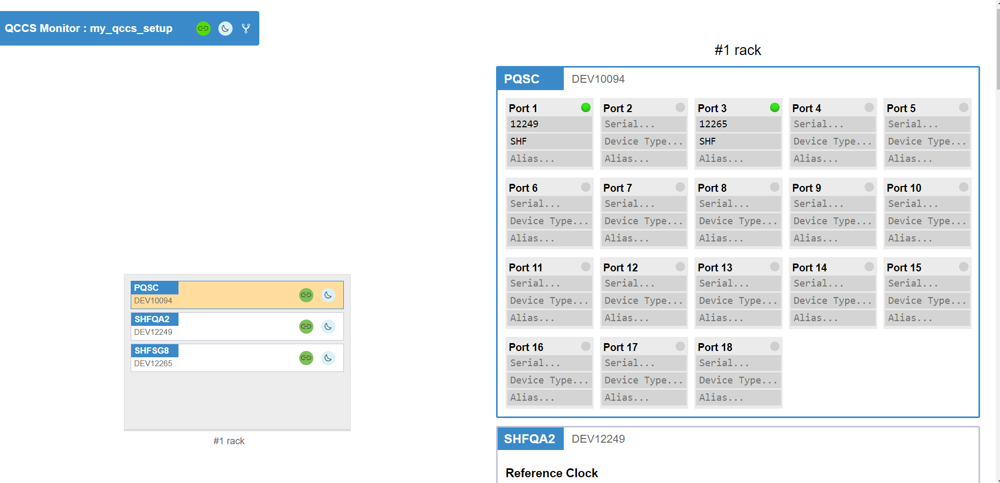 QCCS Monitor : my_qccs_setup
PQSC
DEV10094
SHFQA2
DEV12249
SHFSG8
DEV12265
#1 rack
#1 rack
PQSC DEV10094
Port 1 Port 2 Port 3 Port 4 Port 5
12249 Serial... 12265 Serial... Serial...
SHF Device Type... SHF Device Type... Device Type...
Alias... Alias... Alias... Alias... Alias...
Port 6 Port 7 Port 8 Port 9 Port 10
Serial... Serial... Serial... Serial... Serial...
Device Type... Device Type... Device Type... Device Type... Device Type...
Alias... Alias... Alias... Alias... Alias...
Port 11 Port 12 Port 13 Port 14 Port 15
Serial... Serial... Serial... Serial... Serial...
Device Type... Device Type... Device Type... Device Type... Device Type...
Alias... Alias... Alias... Alias... Alias...
Port 16 Port 17 Port 18
Serial... Serial... Serial...
Device Type... Device Type... Device Type...
Alias... Alias... Alias...
SHFQA2 DEV12249
Reference Clock